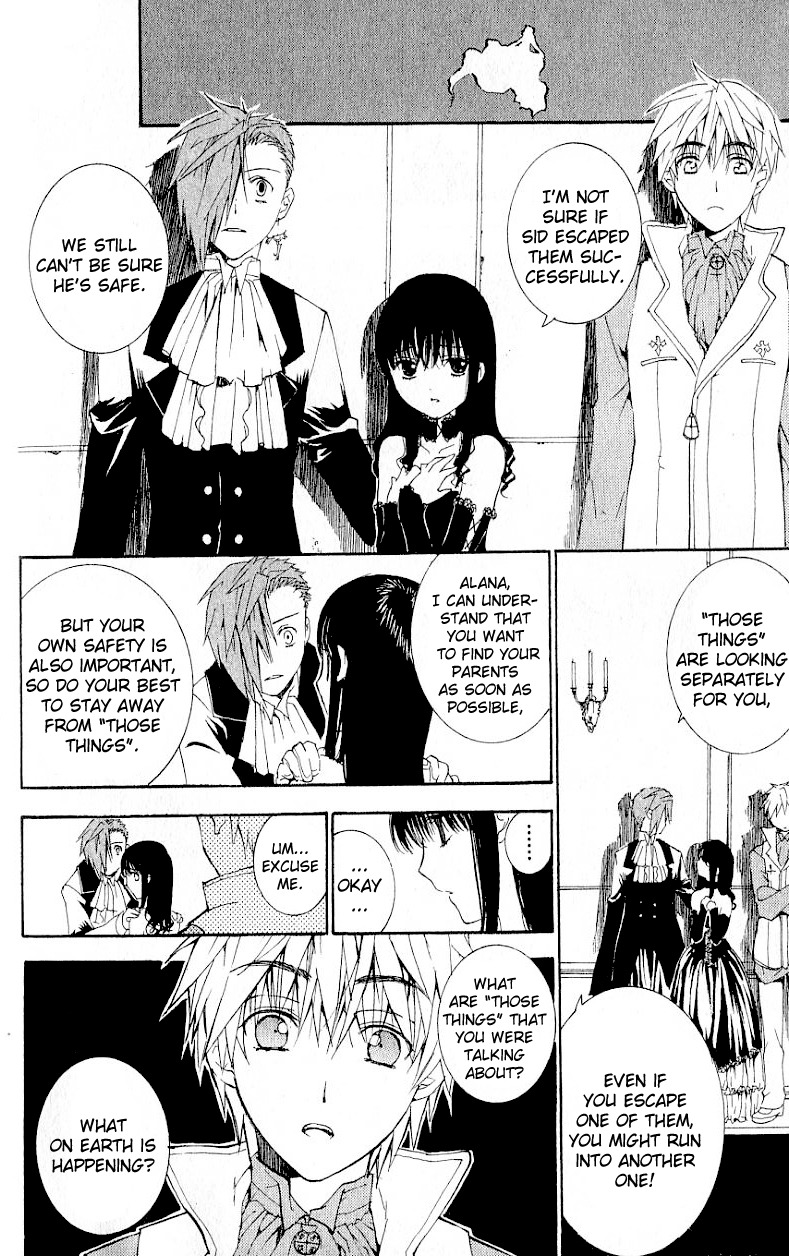 I'M NOT
SURE IF
SID ESCAPED
THEM SUC-
CESSFULLY.
WE STILL
CAN'T BE SURE
HE'S SAFE.
"THOSE
THINGS"
ARE LOOKING
SEPARATELY
FOR YOU,
EVEN IF
YOU ESCAPE
ONE OF THEM,
YOU MIGHT RUN
INTO ANOTHER
ONE!
ALANA,
I CAN UNDER-
STAND THAT
YOU WANT
TO FIND YOUR
PARENTS
AS SOON AS
POSSIBLE,
BUT YOUR
OWN SAFETY IS
ALSO IMPORTANT,
SO DO YOUR BEST
TO STAY AWAY
FROM "THOSE
THINGS".
......
...
OKAY
...
UM...
EXCUSE
ME.
WHAT
ARE "THOSE
THINGS" THAT
YOU WERE
TALKING
ABOUT?
WHAT
ON EARTH IS
HAPPENING?